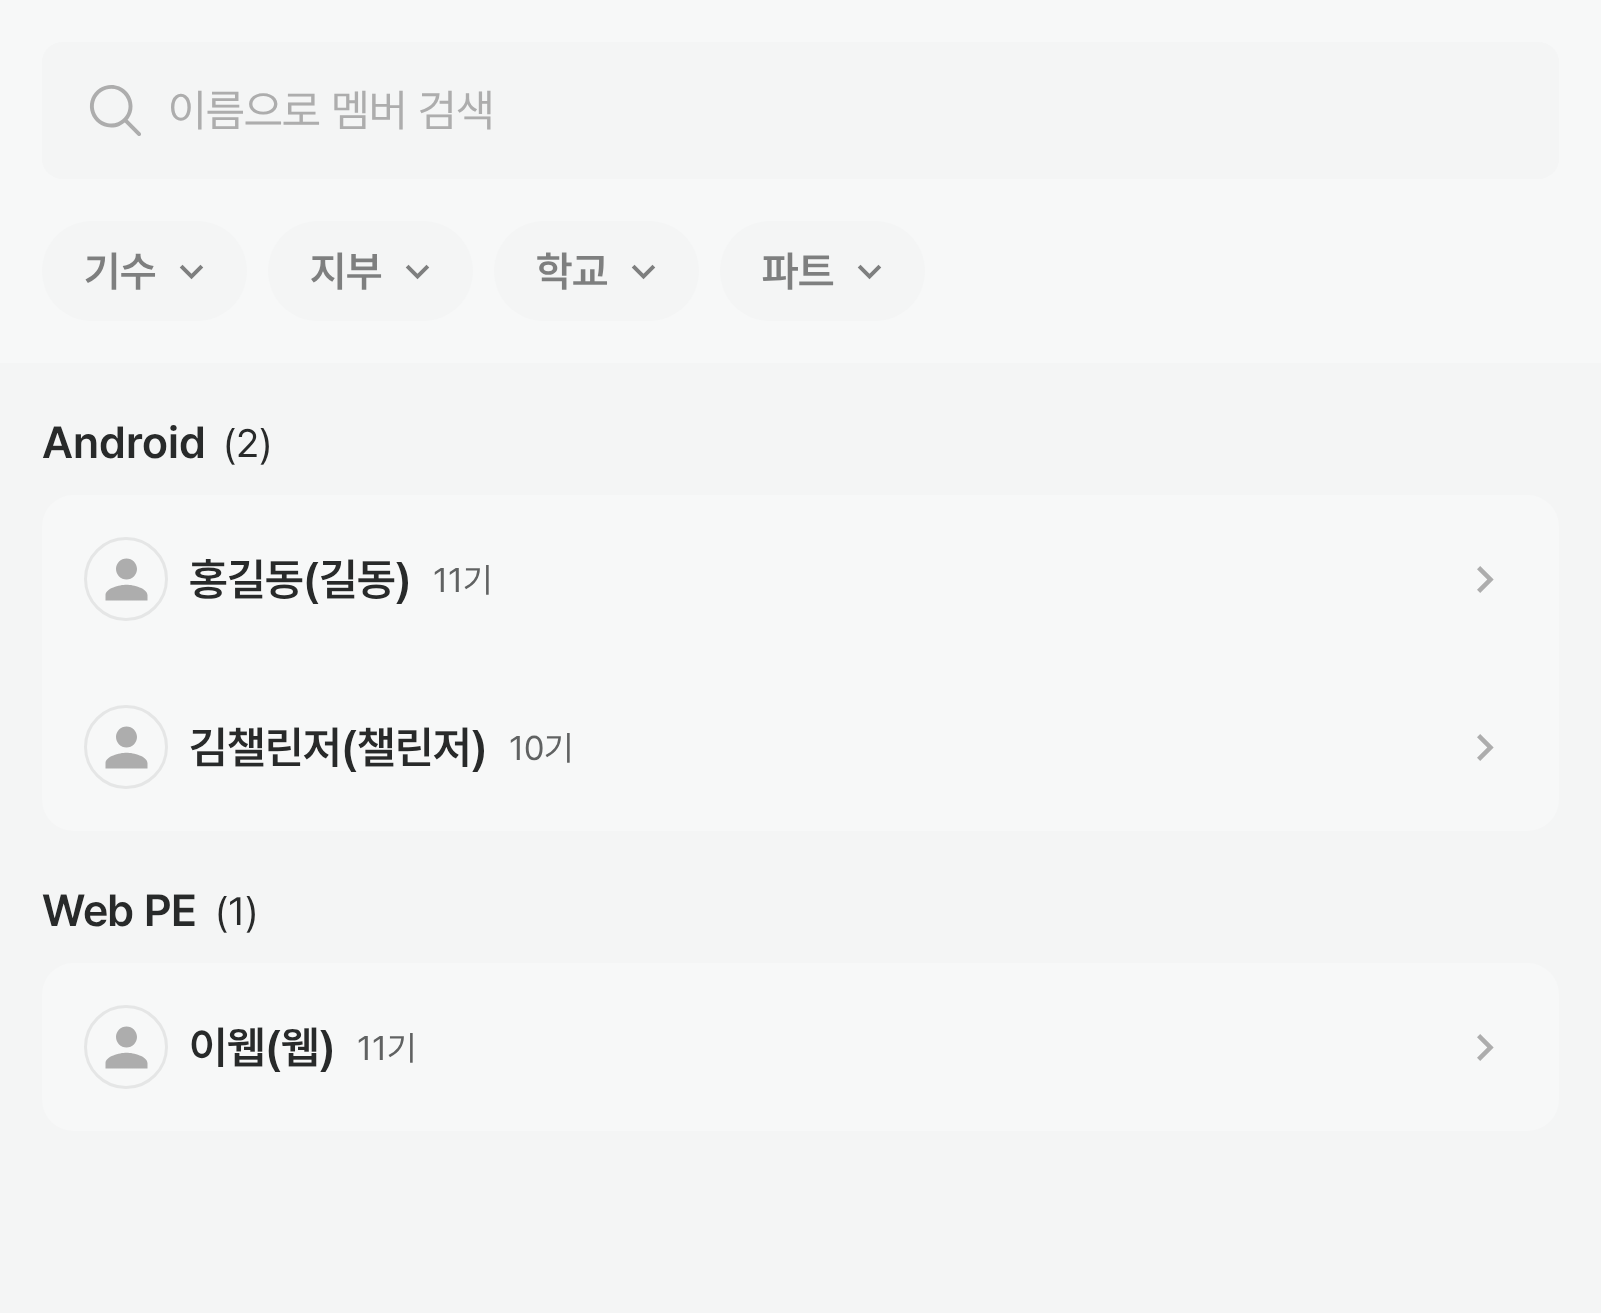 이름으로 멤버 검색
기수 지부 학교 파트
Android (2)
홍길동(길동) 11기
김챌린저(챌린저) 10기
Web PE (1)
이웹(웹) 11기